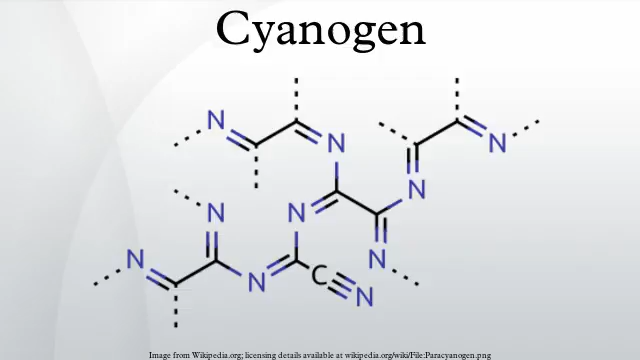 Cyanogen
N
N
N
N
N
N
N
N
N
C
N
Image from Wikipedia.org; licensing details available at wikipedia.org/wiki/File:Paracyanogen.png